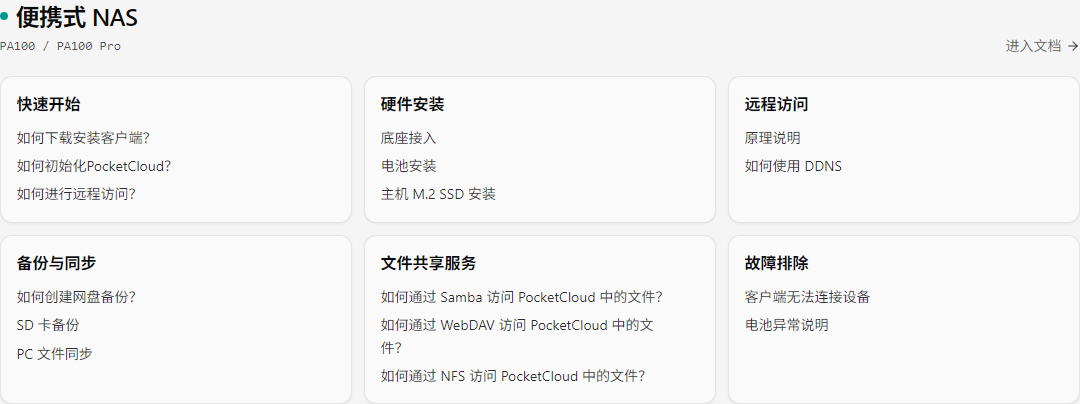 便携式 NAS
PA100 / PA100 Pro
进入文档 →
快速开始
如何下载安装客户端？
如何初始化PocketCloud？
如何进行远程访问？
硬件安装
底座接入
电池安装
主机 M.2 SSD 安装
远程访问
原理说明
如何使用 DDNS
备份与同步
如何创建网盘备份？
SD 卡备份
PC 文件同步
文件共享服务
如何通过 Samba 访问 PocketCloud 中的文件？
如何通过 WebDAV 访问 PocketCloud 中的文
件？
如何通过 NFS 访问 PocketCloud 中的文件？
故障排除
客户端无法连接设备
电池异常说明